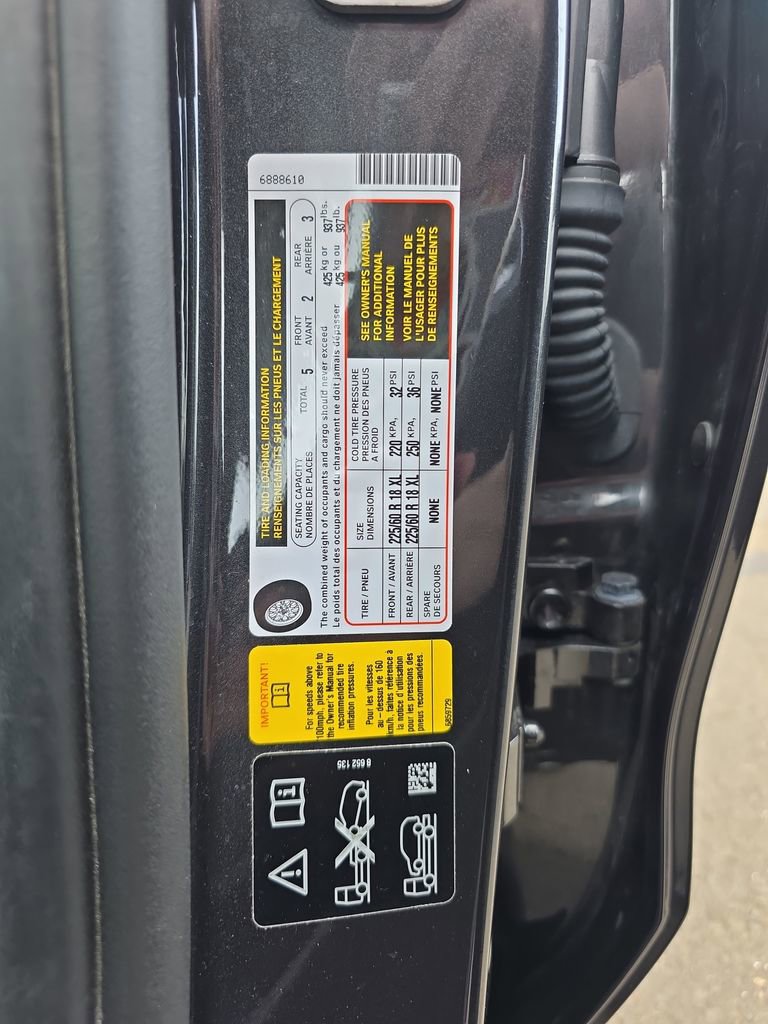 6888610
TIRE AND LOADING INFORMATION
RENSEIGNEMENTS SUR LES PNEUS ET LE CHARGEMENT
SEATING CAPACITY
NOMBRE DE PLACES
TOTAL 5
FRONT
AVANT 2
REAR
ARRIÈRE 3
The combined weight of occupants and cargo should never exceed 425 kg or 937 lbs.
Le poids total des occupants et du chargement ne doit jamais dépasser 425 kg ou 937 lb.
TIRE / PNEU
SIZE
DIMENSIONS
COLD TIRE PRESSURE
PRESSION DES PNEUS
A FROID
FRONT / AVANT 225/60 R 18 XL 220 KPA, 32 PSI
REAR / ARRIÈRE 225/60 R 18 XL 250 KPA, 36 PSI
SPARE
DE SECOURS
NONE NONE KPA, NONE PSI
SEE OWNER'S MANUAL
FOR ADDITIONAL
INFORMATION
VOIR LE MANUEL DE
L'USAGER POUR PLUS
DE RENSEIGNEMENTS
IMPORTANT!
For speeds above
100mph, please refer to
the Owner's Manual for
recommended tire
inflation pressures.
Pour les vitesses
au - dessus de 160
km/h, faites référence à
la notice d'utilisation
pour les pressions des
pneus recommandées.
6859729
8 652 135